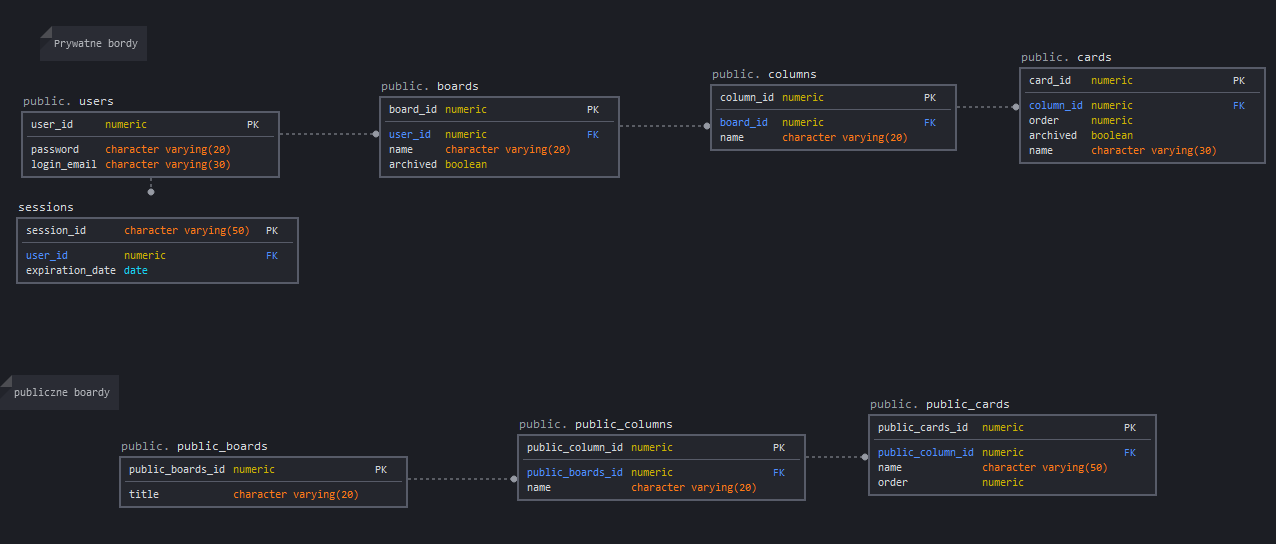 Prywatne bordy
public. users
user_id numeric PK
password character varying(20)
login_email character varying(30)
public. boards
board_id numeric PK
user_id numeric FK
name character varying(20)
archived boolean
public. columns
column_id numeric PK
board_id numeric FK
name character varying(20)
public. cards
card_id numeric PK
column_id numeric FK
order numeric
archived boolean
name character varying(30)
sessions
session_id character varying(50) PK
user_id numeric FK
expiration_date date
publiczne boardy
public. public_boards
public_boards_id numeric PK
title character varying(20)
public. public_columns
public_column_id numeric PK
public_boards_id numeric FK
name character varying(20)
public. public_cards
public_cards_id numeric PK
public_column_id numeric FK
name character varying(50)
order numeric